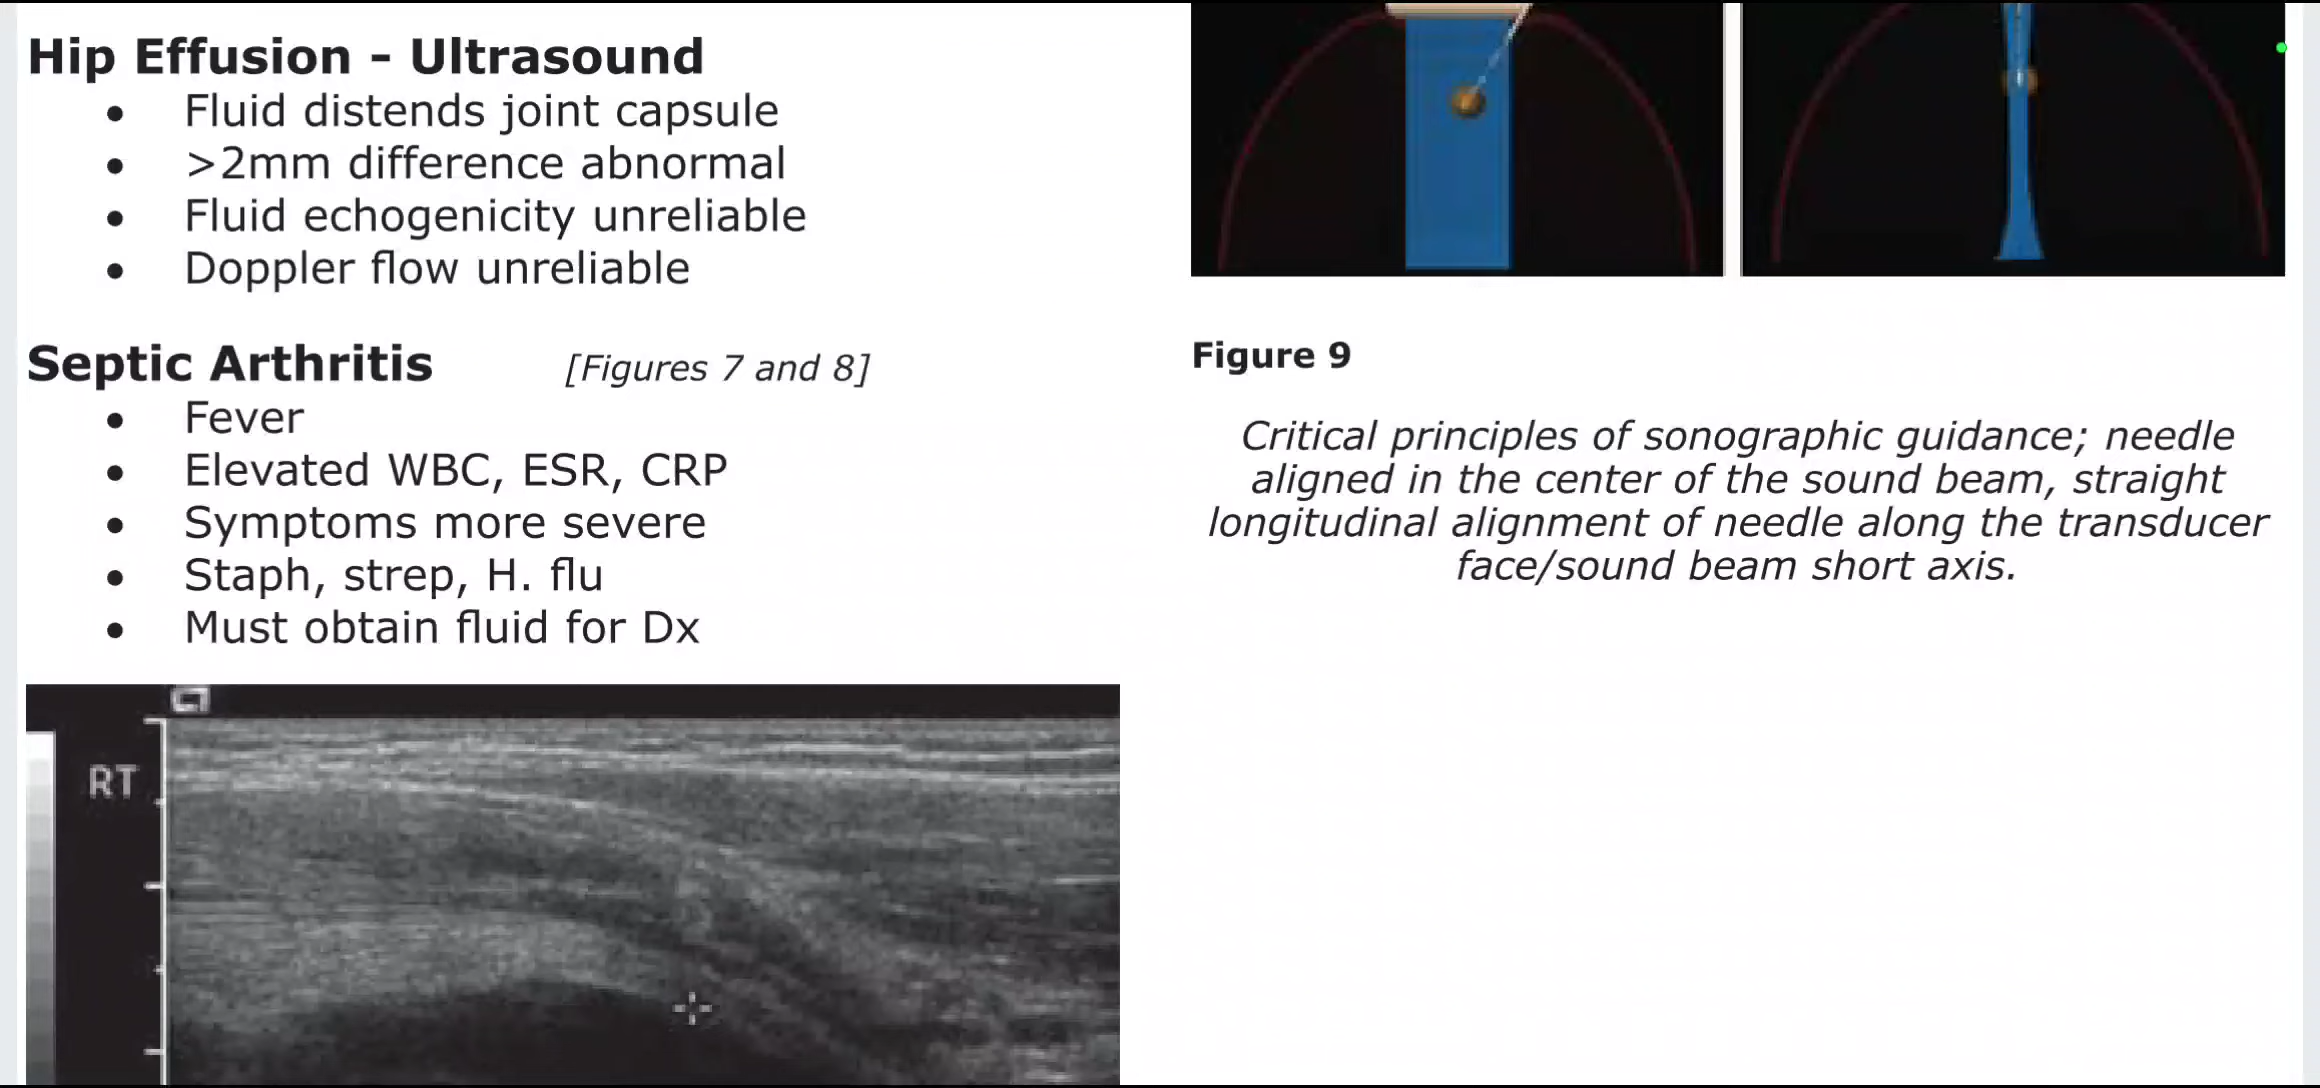 Hip Effusion - Ultrasound
• Fluid distends joint capsule
• >2mm difference abnormal
• Fluid echogenicity unreliable
• Doppler flow unreliable
Septic Arthritis [Figures 7 and 8]
• Fever
• Elevated WBC, ESR, CRP
• Symptoms more severe
• Staph, strep, H. flu
• Must obtain fluid for Dx
RT
Figure 9
Critical principles of sonographic guidance; needle
aligned in the center of the sound beam, straight
longitudinal alignment of needle along the transducer
face/sound beam short axis.